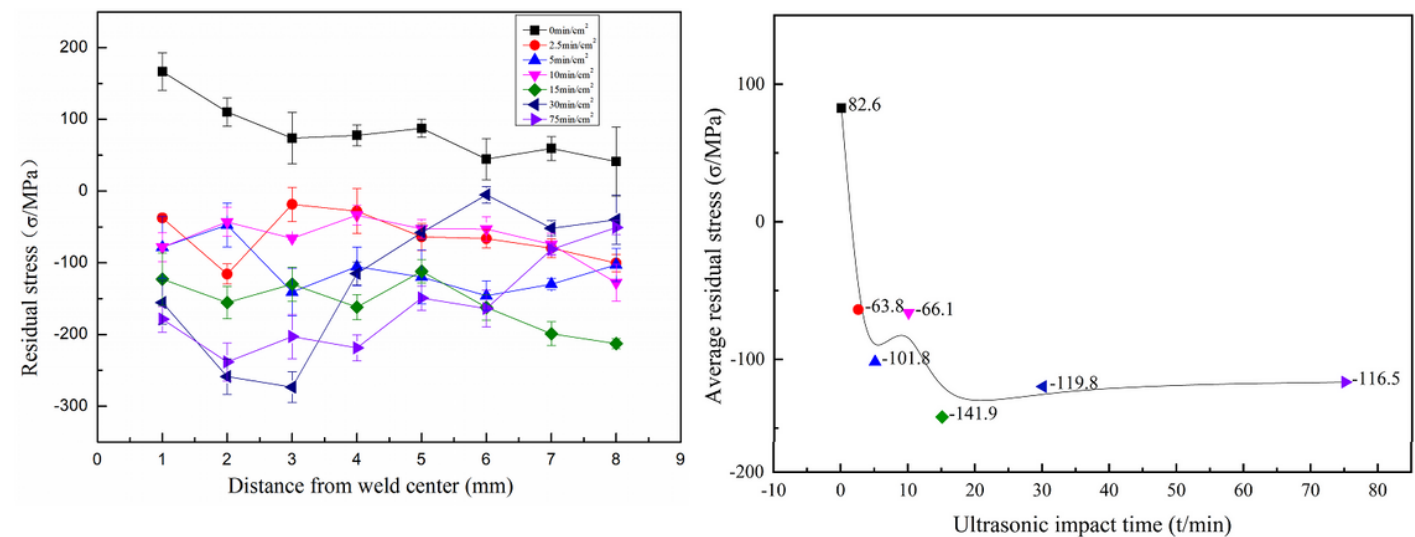 200
100
0
-100
-200
-300
Residual stress (σ/MPa)
0min/cm²
2.5min/cm²
5min/cm²
10min/cm²
15min/cm²
30min/cm²
75min/cm²
0 1 2 3 4 5 6 7 8 9
Distance from weld center (mm)
100
0
-100
-200
Average residual stress (σ/MPa)
82.6
-63.8
-66.1
-101.8
-119.8
-116.5
-141.9
-10 0 10 20 30 40 50 60 70 80
Ultrasonic impact time (t/min)